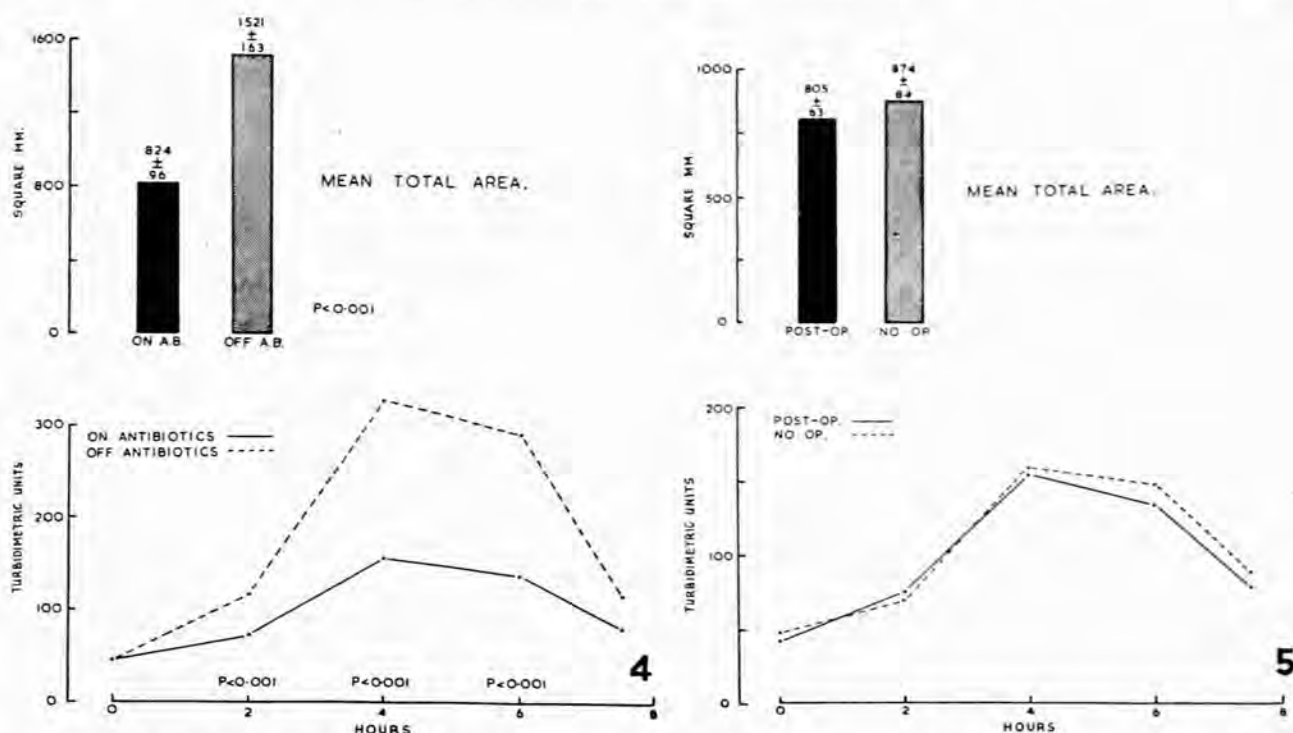 1521
±
163
1600
824
±
96
800
SQUARE MM.
MEAN TOTAL AREA.
P<0·001
0
ON A.B.
OFF A.B.
300
ON ANTIBIOTICS
OFF ANTIBIOTICS
200
100
TURBIDIMETRIC UNITS
0
P<0·001
P<0·001
P<0·001
4
0
2
4
6
8
HOURS
1000
805
±
63
874
±
84
SQUARE MM
500
MEAN TOTAL AREA.
0
POST-OP.
NO OP
200
POST-OP.
NO OP.
100
TURBIDIMETRIC UNITS
0
5
0
2
4
6
8
HOURS